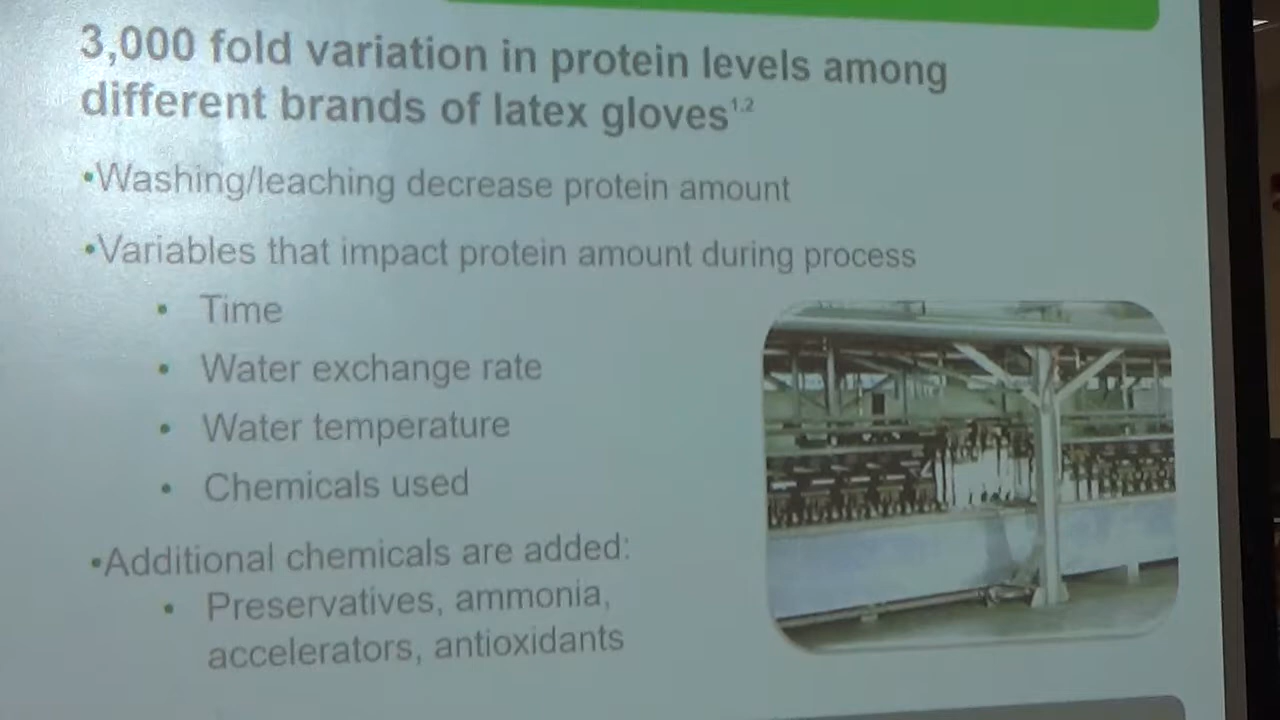 3,000 fold variation in protein levels among
different brands of latex gloves1,2
•Washing/leaching decrease protein amount
•Variables that impact protein amount during process
• Time
• Water exchange rate
• Water temperature
• Chemicals used
•Additional chemicals are added:
• Preservatives, ammonia,
accelerators, antioxidants